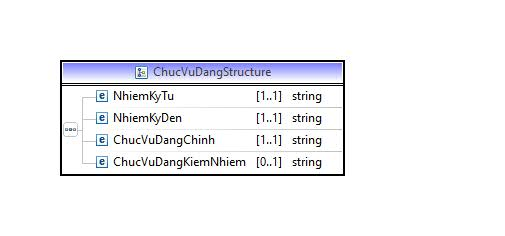 ChucVuDangStructure
NhiemKyTu [1..1] string
NhiemKyDen [1..1] string
ChucVuDangChinh [1..1] string
ChucVuDangKiemNhiem [0..1] string